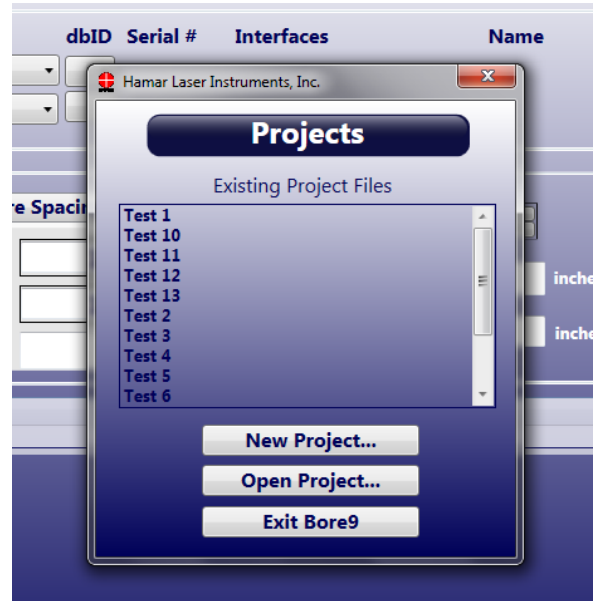 dbID Serial # Interfaces Name
Hamar Laser Instruments, Inc.
Projects
Existing Project Files
re Spacin
Test 1
Test 10
Test 11
Test 12
inche
Test 13
Test 2
Test 3
inche
Test 4
Test 5
Test 6
New Project...
Open Project...
Exit Bore9